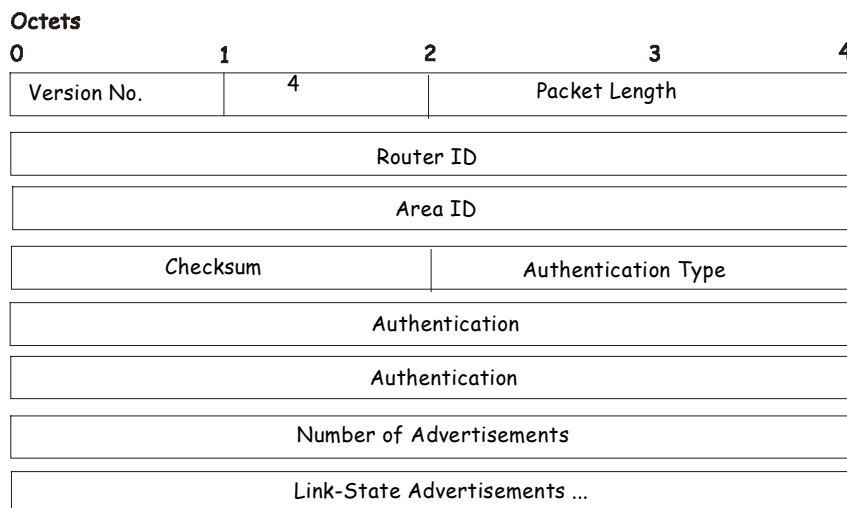 Octets
0 1 2 3 4
Version No. 4 Packet Length
Router ID
Area ID
Checksum Authentication Type
Authentication
Authentication
Number of Advertisements
Link-State Advertisements ...